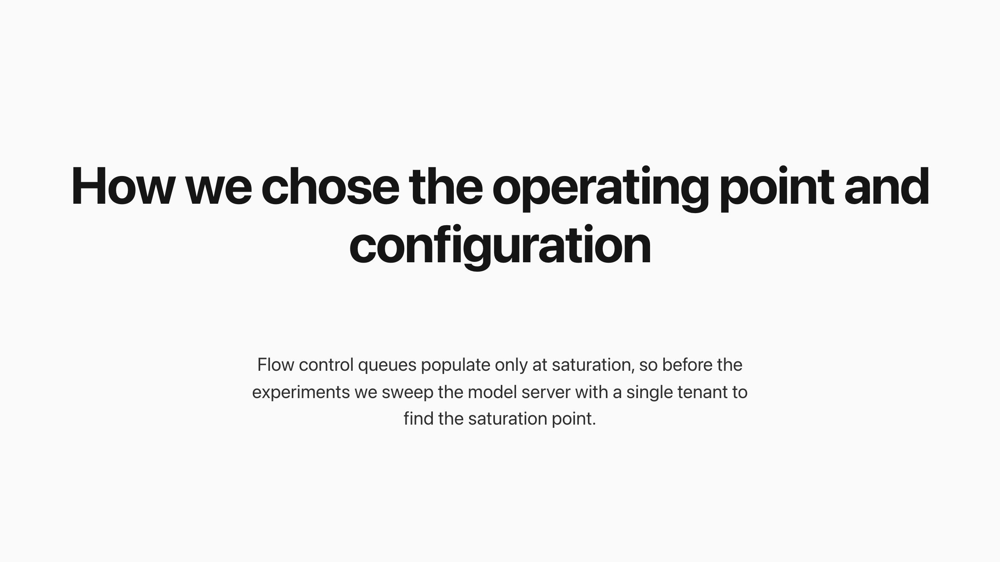 How we chose the operating point and
configuration
Flow control queues populate only at saturation, so before the
experiments we sweep the model server with a single tenant to
find the saturation point.